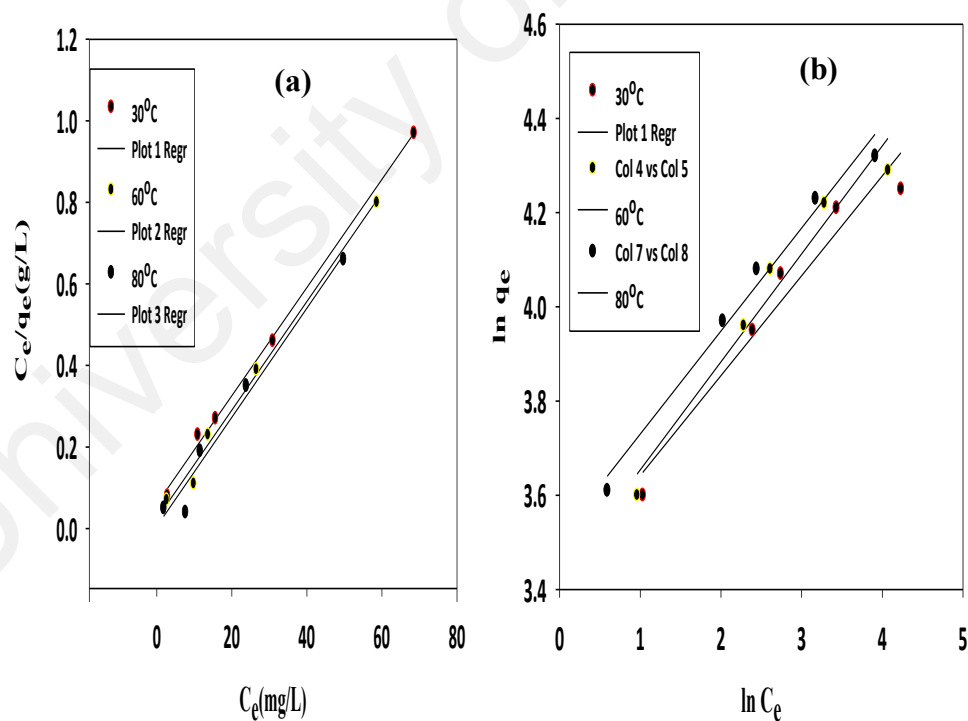 University of
(a)
1.2
1.0
0.8
0.6
0.4
0.2
0.0
Ce/qe(g/L)
30⁰C
Plot 1 Regr
60⁰C
Plot 2 Regr
80⁰C
Plot 3 Regr
0 20 40 60 80
Ce(mg/L)
(b)
4.6
4.4
4.2
4.0
3.8
3.6
3.4
ln qe
30⁰C
Plot 1 Regr
Col 4 vs Col 5
60⁰C
Col 7 vs Col 8
80⁰C
0 1 2 3 4 5
ln Ce